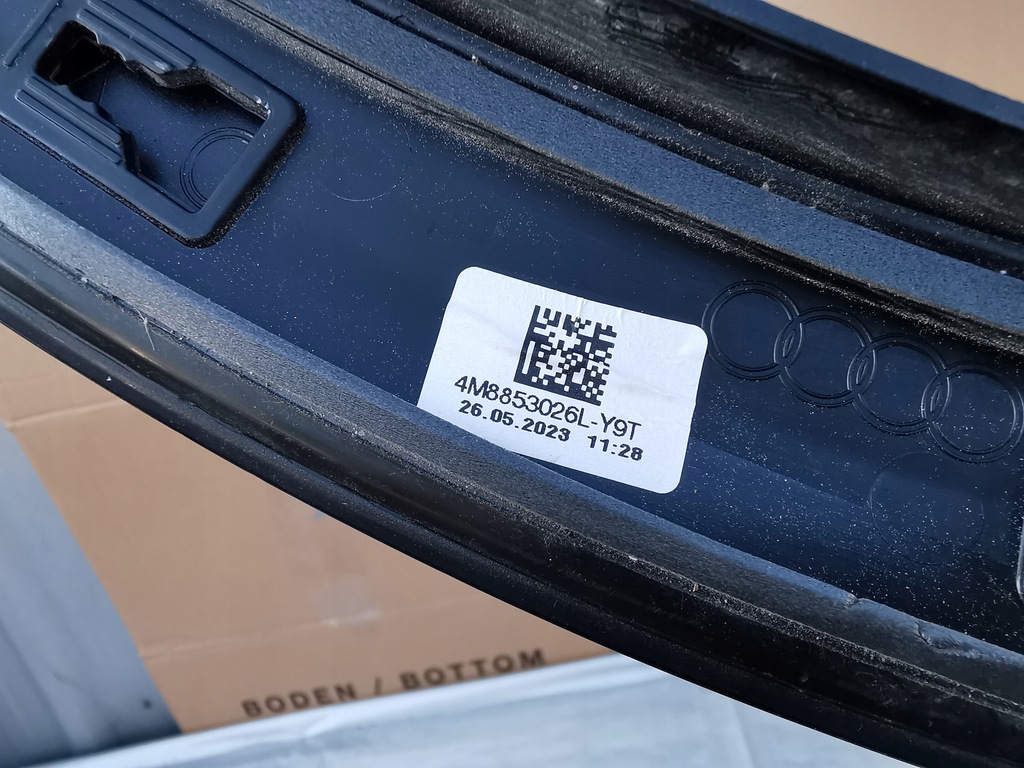 4M8853026L-Y9T
26.05.2023 11:28
BODEN / BOTTOM